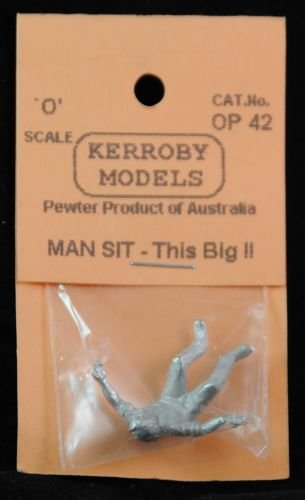 'O' CAT.No.
SCALE OP 42
KERROBY
MODELS
Pewter Product of Australia
MAN SIT - This Big !!